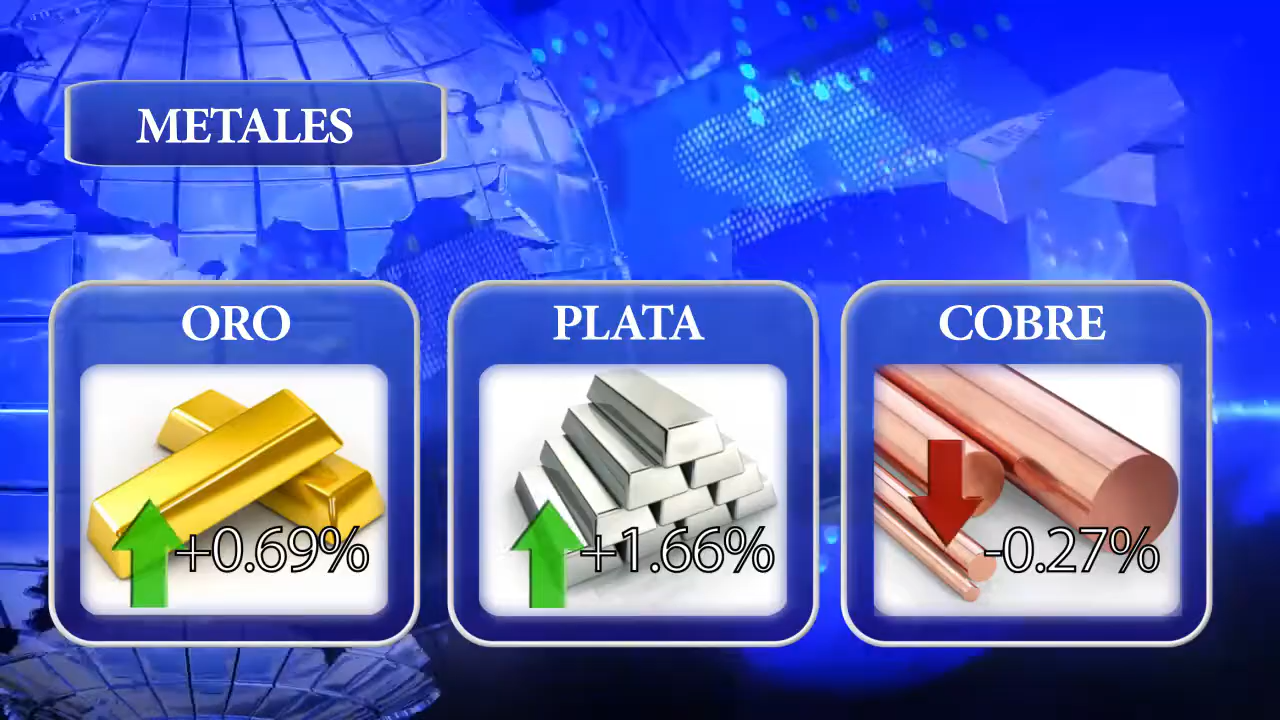 METALES
ORO
PLATA
COBRE
+0.69%
+1.66%
-0.27%